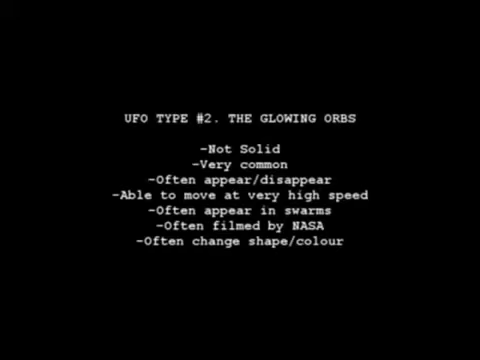 UFO TYPE #2. THE GLOWING ORBS
-Not Solid
-Very common
-Often appear/disappear
-Able to move at very high speed
-Often appear in swarms
-Often filmed by NASA
-Often change shape/colour